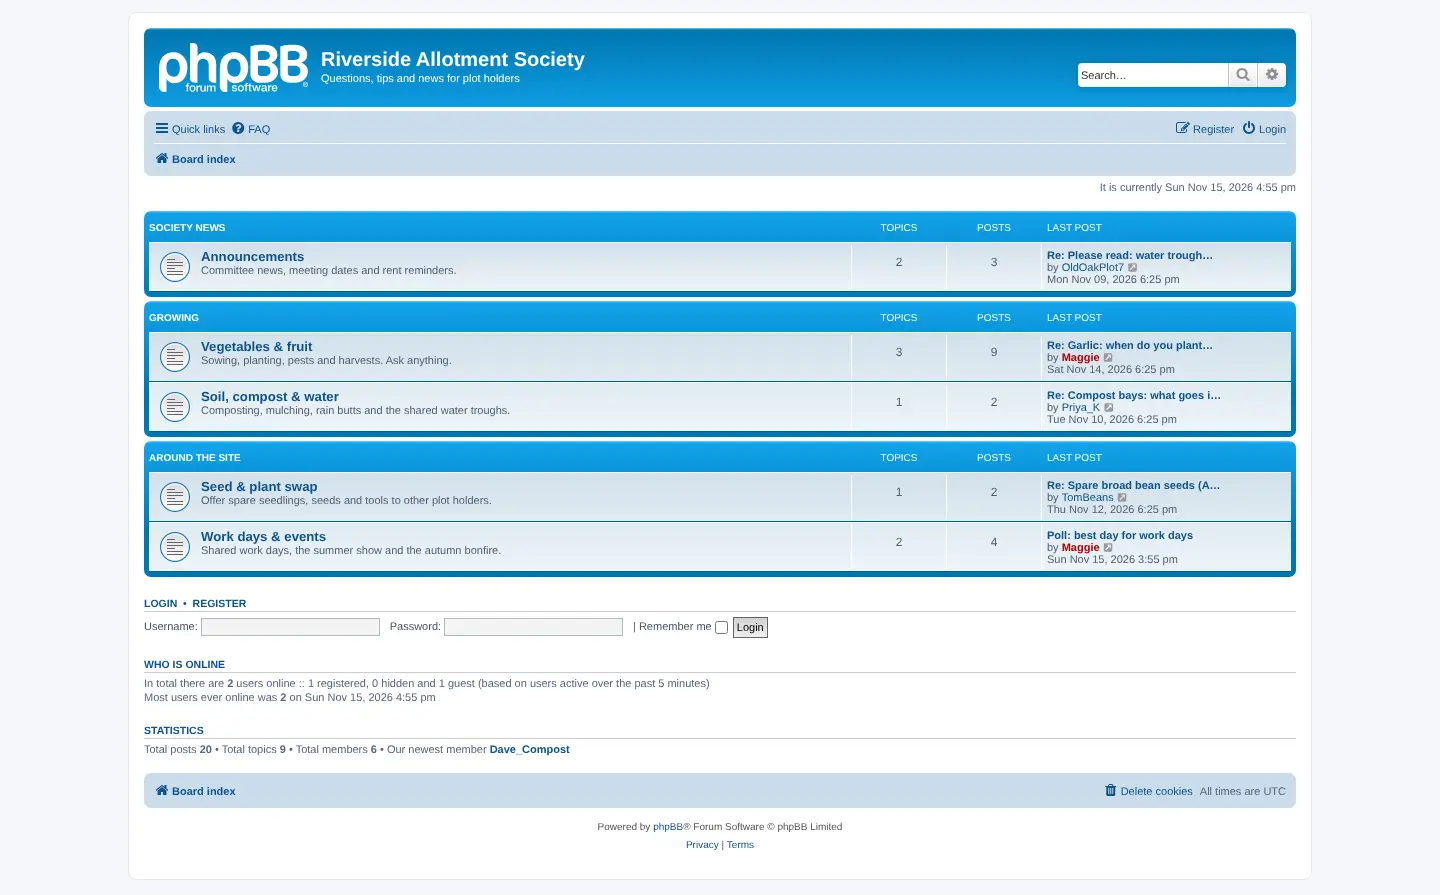 phpBB
forum software ®
Riverside Allotment Society
Questions, tips and news for plot holders
Search…
Quick links FAQ Register Login
Board index
It is currently Sun Nov 15, 2026 4:55 pm
SOCIETY NEWS TOPICS POSTS LAST POST
Announcements
Committee news, meeting dates and rent reminders.
2 3
Re: Please read: water trough…
by OldOakPlot7
Mon Nov 09, 2026 6:25 pm
GROWING TOPICS POSTS LAST POST
Vegetables & fruit
Sowing, planting, pests and harvests. Ask anything.
3 9
Re: Garlic: when do you plant…
by Maggie
Sat Nov 14, 2026 6:25 pm
Soil, compost & water
Composting, mulching, rain butts and the shared water troughs.
1 2
Re: Compost bays: what goes i…
by Priya_K
Tue Nov 10, 2026 6:25 pm
AROUND THE SITE TOPICS POSTS LAST POST
Seed & plant swap
Offer spare seedlings, seeds and tools to other plot holders.
1 2
Re: Spare broad bean seeds (A…
by TomBeans
Thu Nov 12, 2026 6:25 pm
Work days & events
Shared work days, the summer show and the autumn bonfire.
2 4
Poll: best day for work days
by Maggie
Sun Nov 15, 2026 3:55 pm
LOGIN • REGISTER
Username: Password: | Remember me Login
WHO IS ONLINE
In total there are 2 users online :: 1 registered, 0 hidden and 1 guest (based on users active over the past 5 minutes)
Most users ever online was 2 on Sun Nov 15, 2026 4:55 pm
STATISTICS
Total posts 20 • Total topics 9 • Total members 6 • Our newest member Dave_Compost
Board index Delete cookies All times are UTC
Powered by phpBB® Forum Software © phpBB Limited
Privacy | Terms